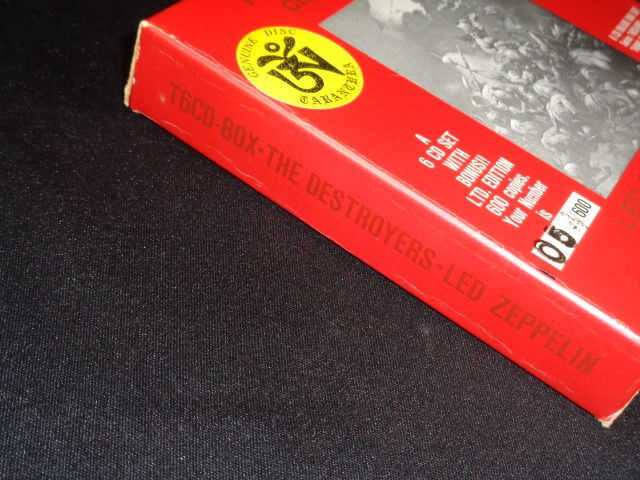 GENUINE DISC
TARANTURA
T6CD-BOX·THE DESTROYERS·LED ZEPPELIN
A
6 CD SET
WITH
BONUS!!
LTD. EDITION
600 copies.
Your Number
is
600